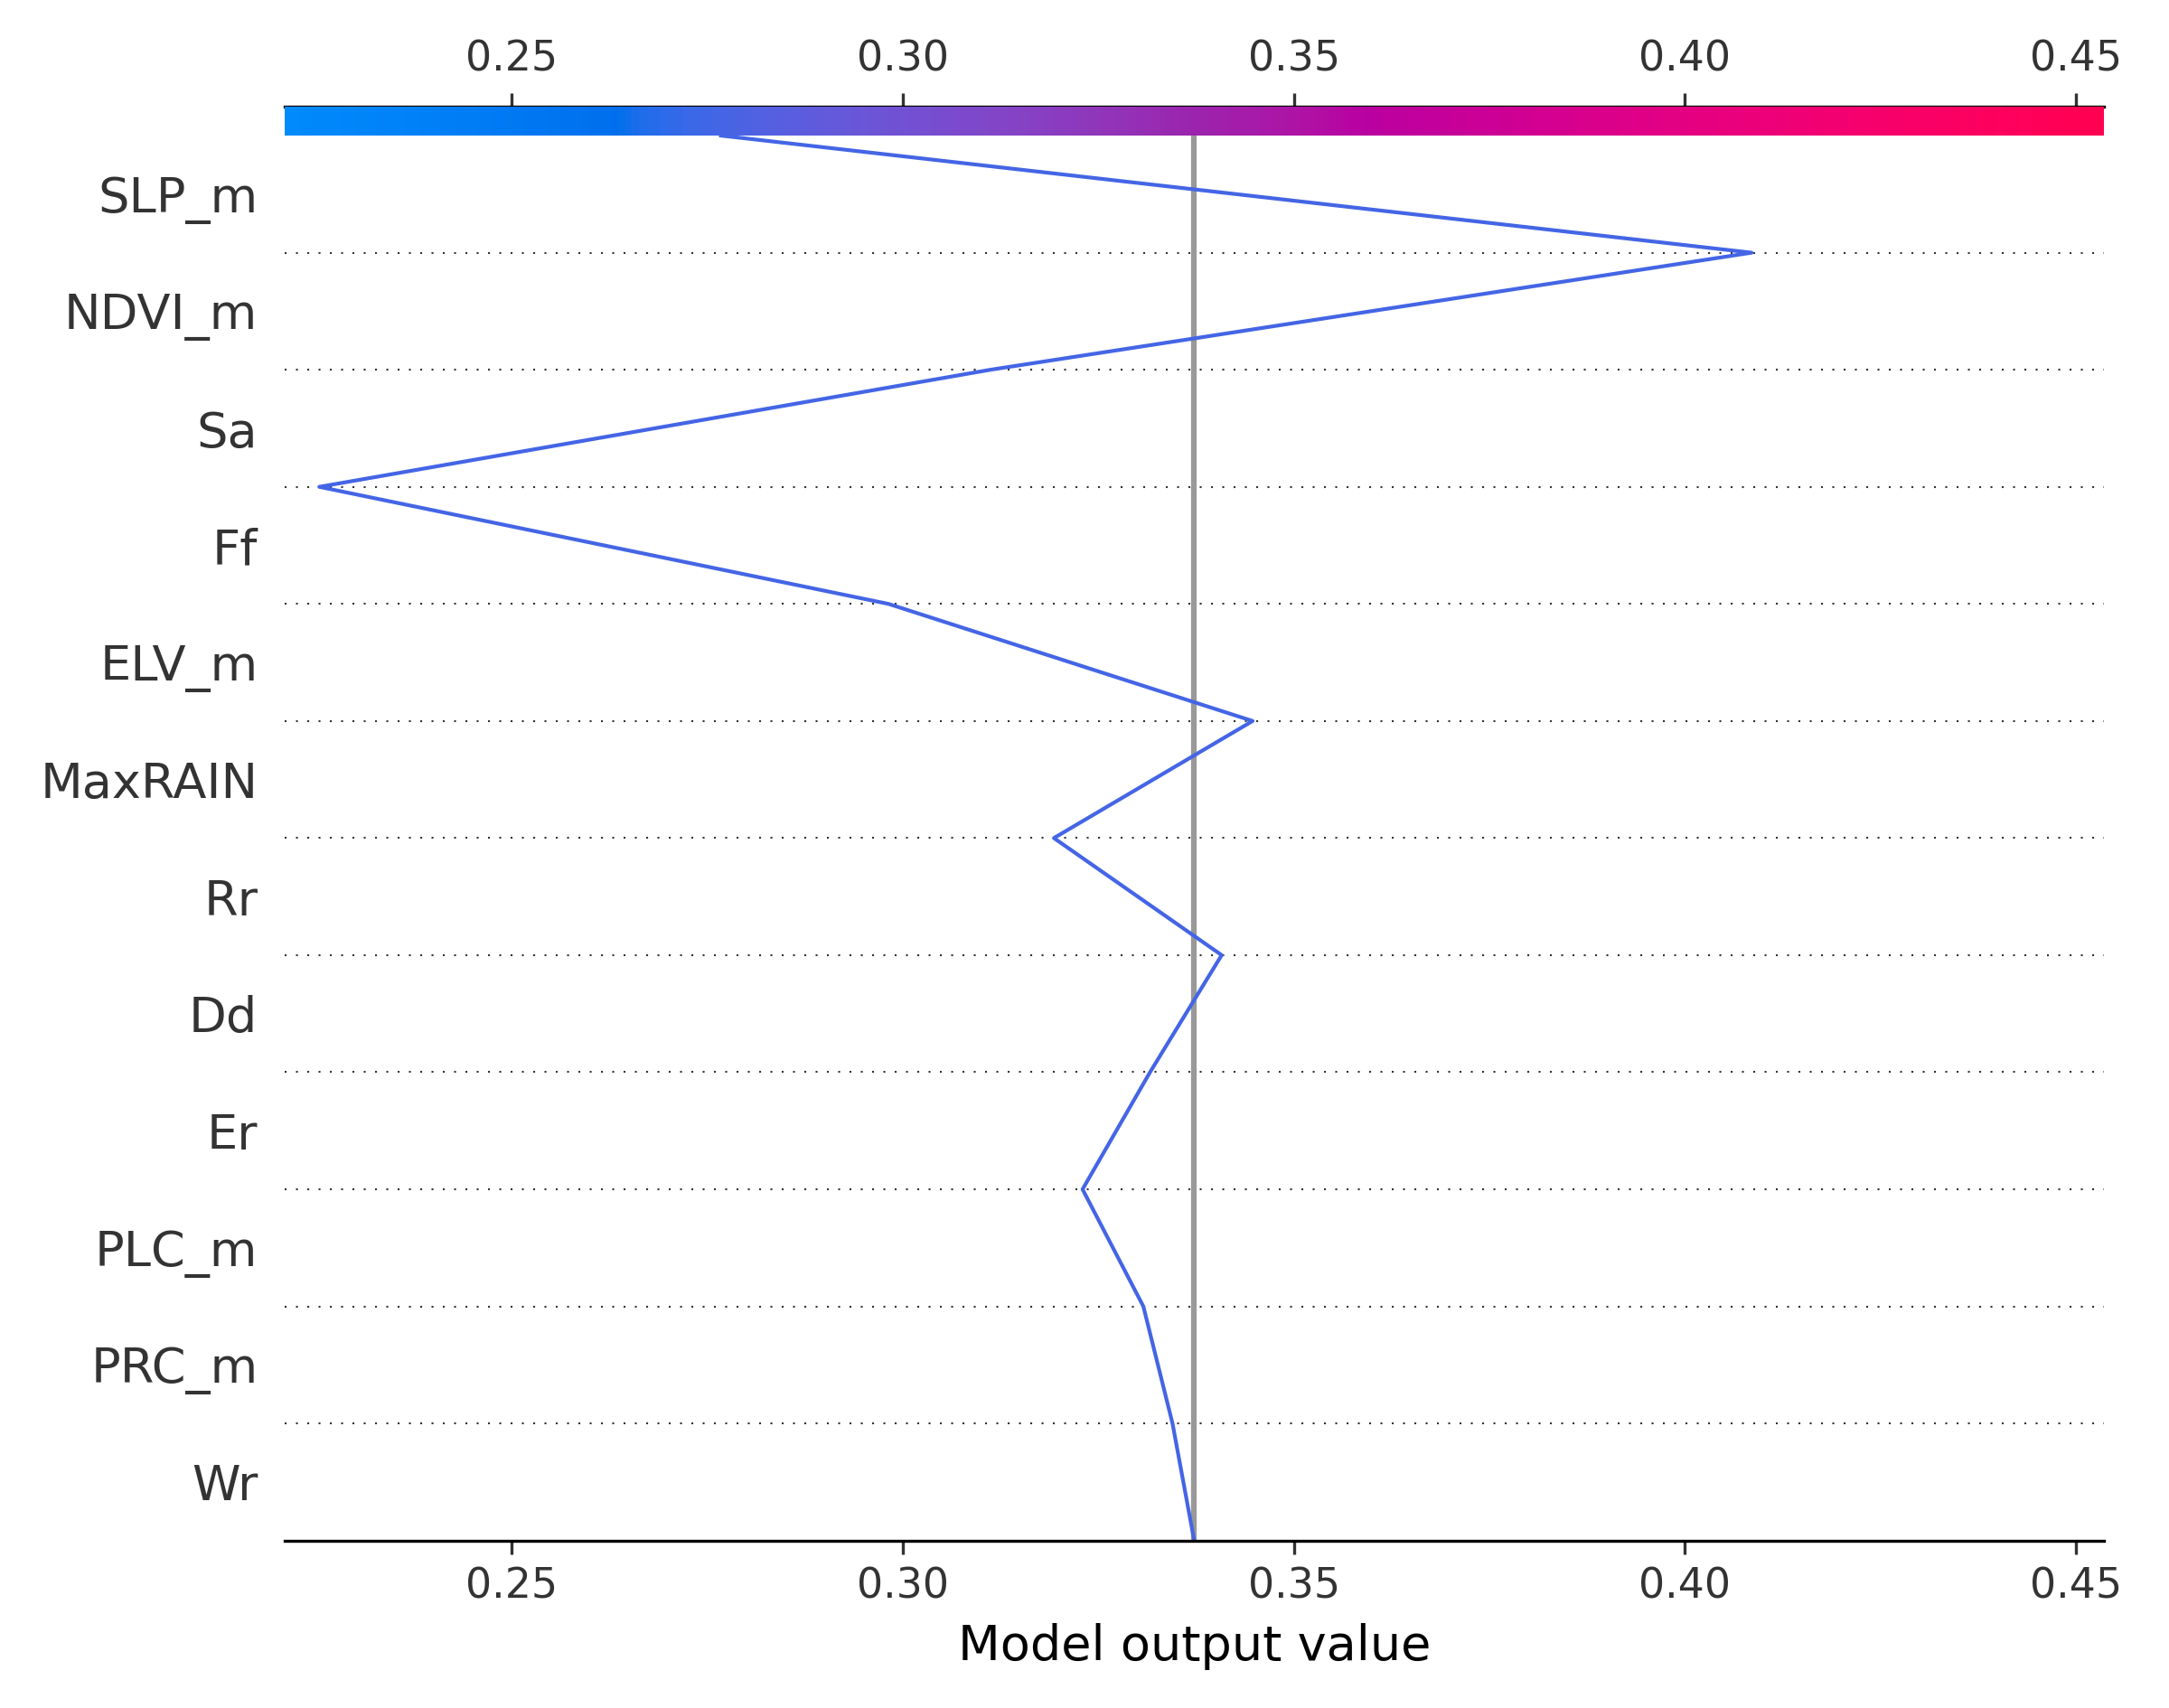 0.25 0.30 0.35 0.40 0.45
SLP_m
NDVI_m
Sa
Ff
ELV_m
MaxRAIN
Rr
Dd
Er
PLC_m
PRC_m
Wr
0.25 0.30 0.35 0.40 0.45
Model output value